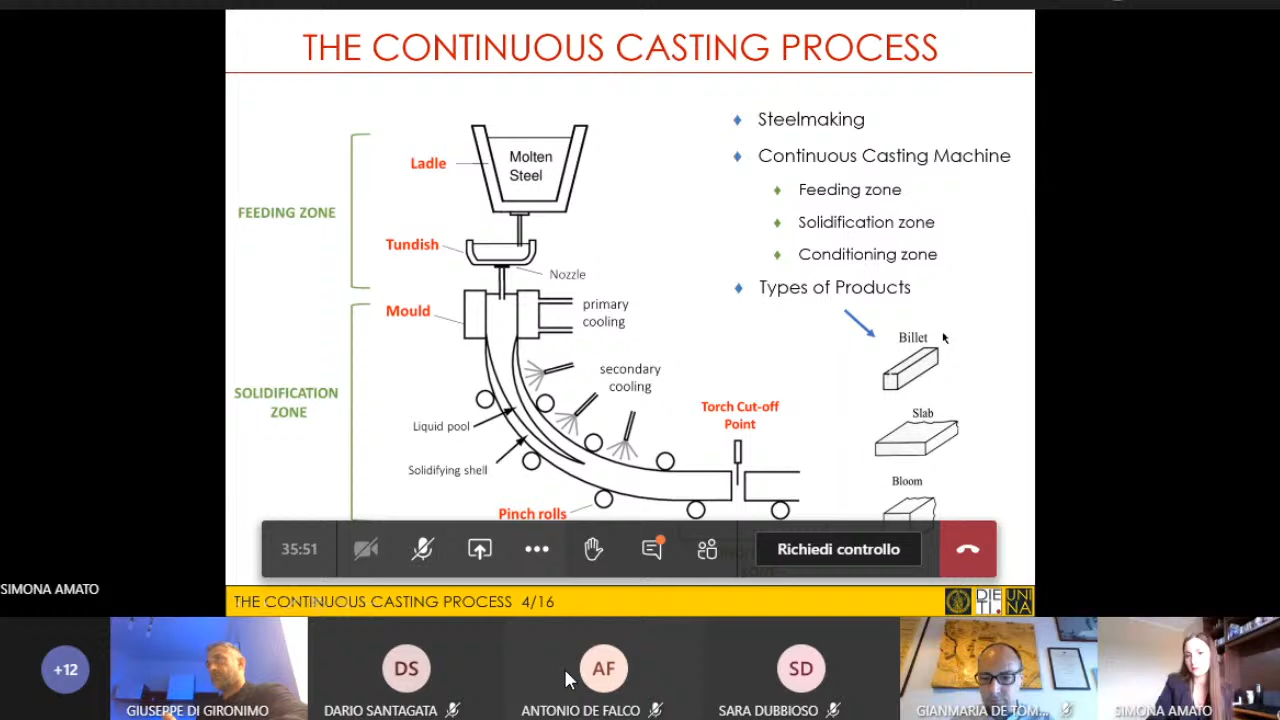 THE CONTINUOUS CASTING PROCESS
Steelmaking
Continuous Casting Machine
Feeding zone
Solidification zone
Conditioning zone
Types of Products
Billet
Slab
Bloom
FEEDING ZONE
Ladle
Molten
Steel
Tundish
Nozzle
Mould
primary
cooling
SOLIDIFICATION
ZONE
secondary
cooling
Liquid pool
Solidifying shell
Torch Cut-off
Point
Pinch rolls
35:51
Richiedi controllo
SIMONA AMATO
THE CONTINUOUS CASTING PROCESS 4/16
DIE
TI.
UNI
NA
+12
GIUSEPPE DI GIRONIMO
DS
DARIO SANTAGATA
AF
ANTONIO DE FALCO
SD
SARA DUBBIOSO
GIANMARIA DE TOM...
SIMONA AMATO